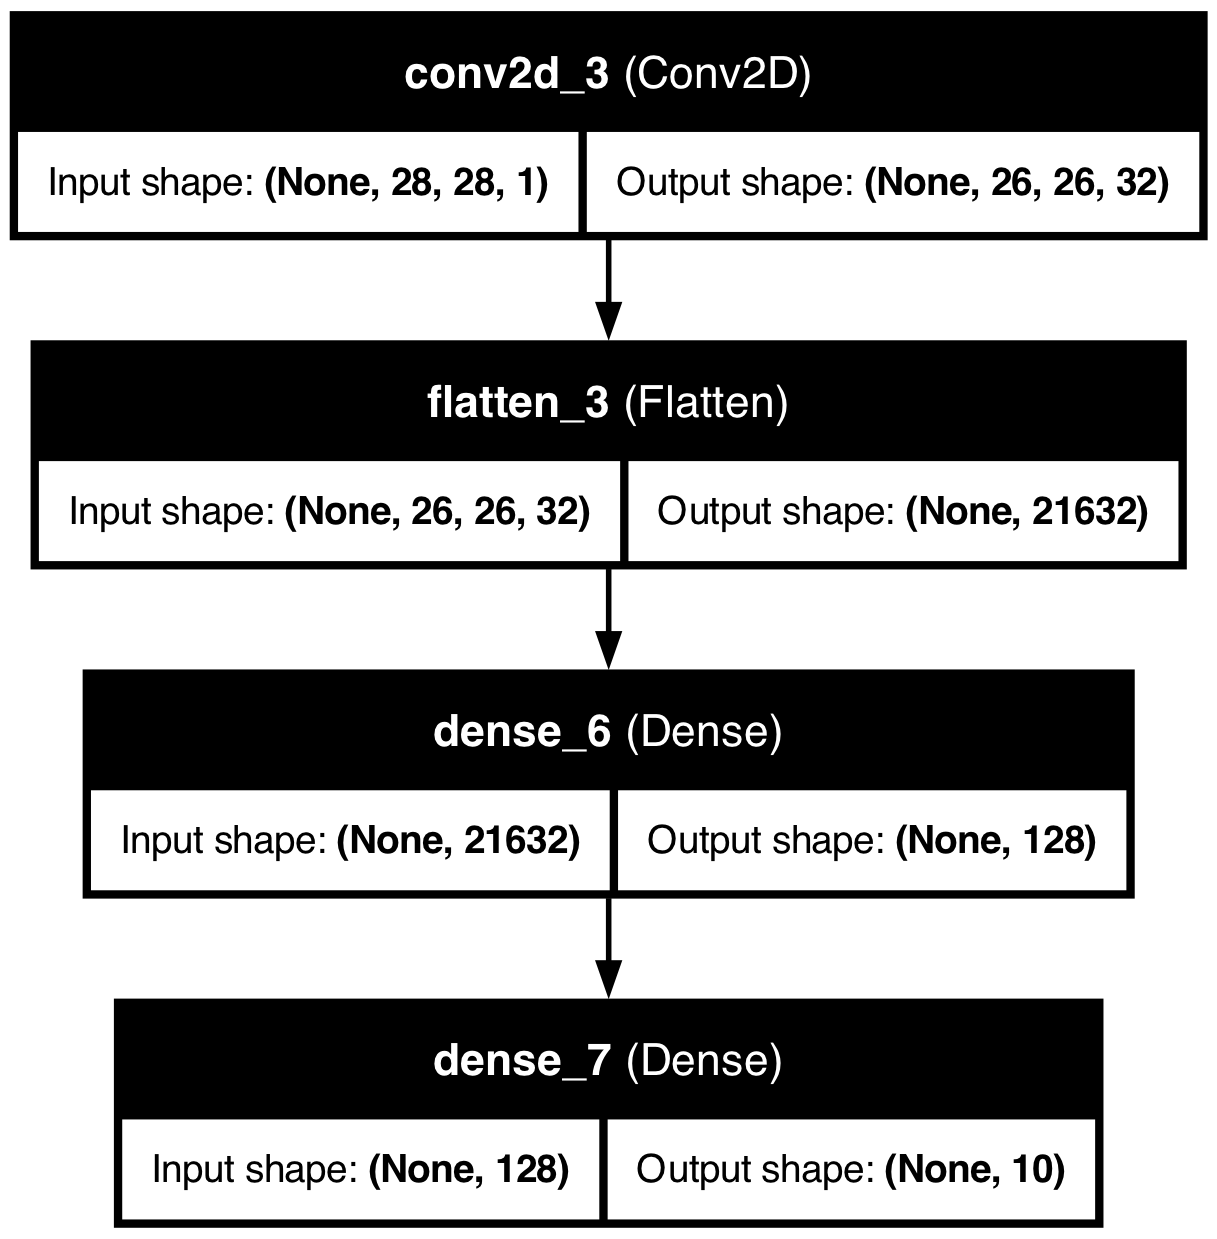 conv2d_3 (Conv2D)
Input shape: (None, 28, 28, 1) Output shape: (None, 26, 26, 32)
flatten_3 (Flatten)
Input shape: (None, 26, 26, 32) Output shape: (None, 21632)
dense_6 (Dense)
Input shape: (None, 21632) Output shape: (None, 128)
dense_7 (Dense)
Input shape: (None, 128) Output shape: (None, 10)